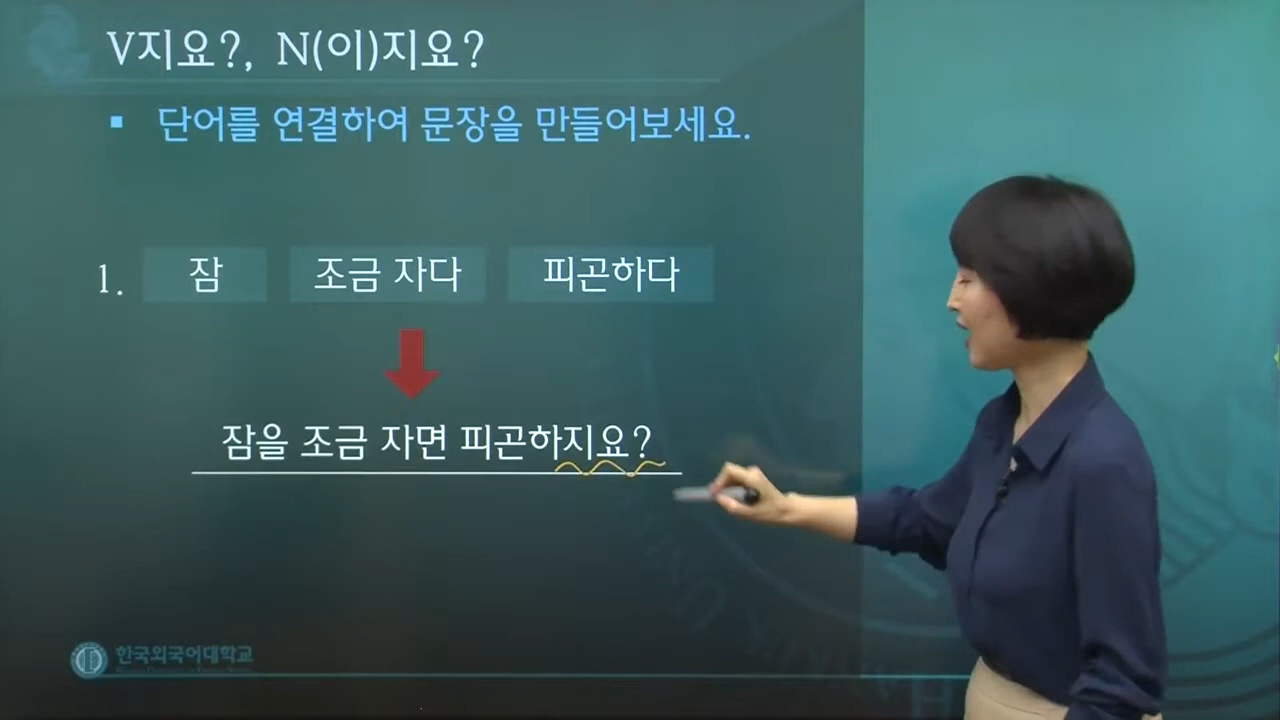 V지요?, N(이)지요?
▪ 단어를 연결하여 문장을 만들어보세요.
1. 잠 조금 자다 피곤하다
잠을 조금 자면 피곤하지요?
한국외국어대학교